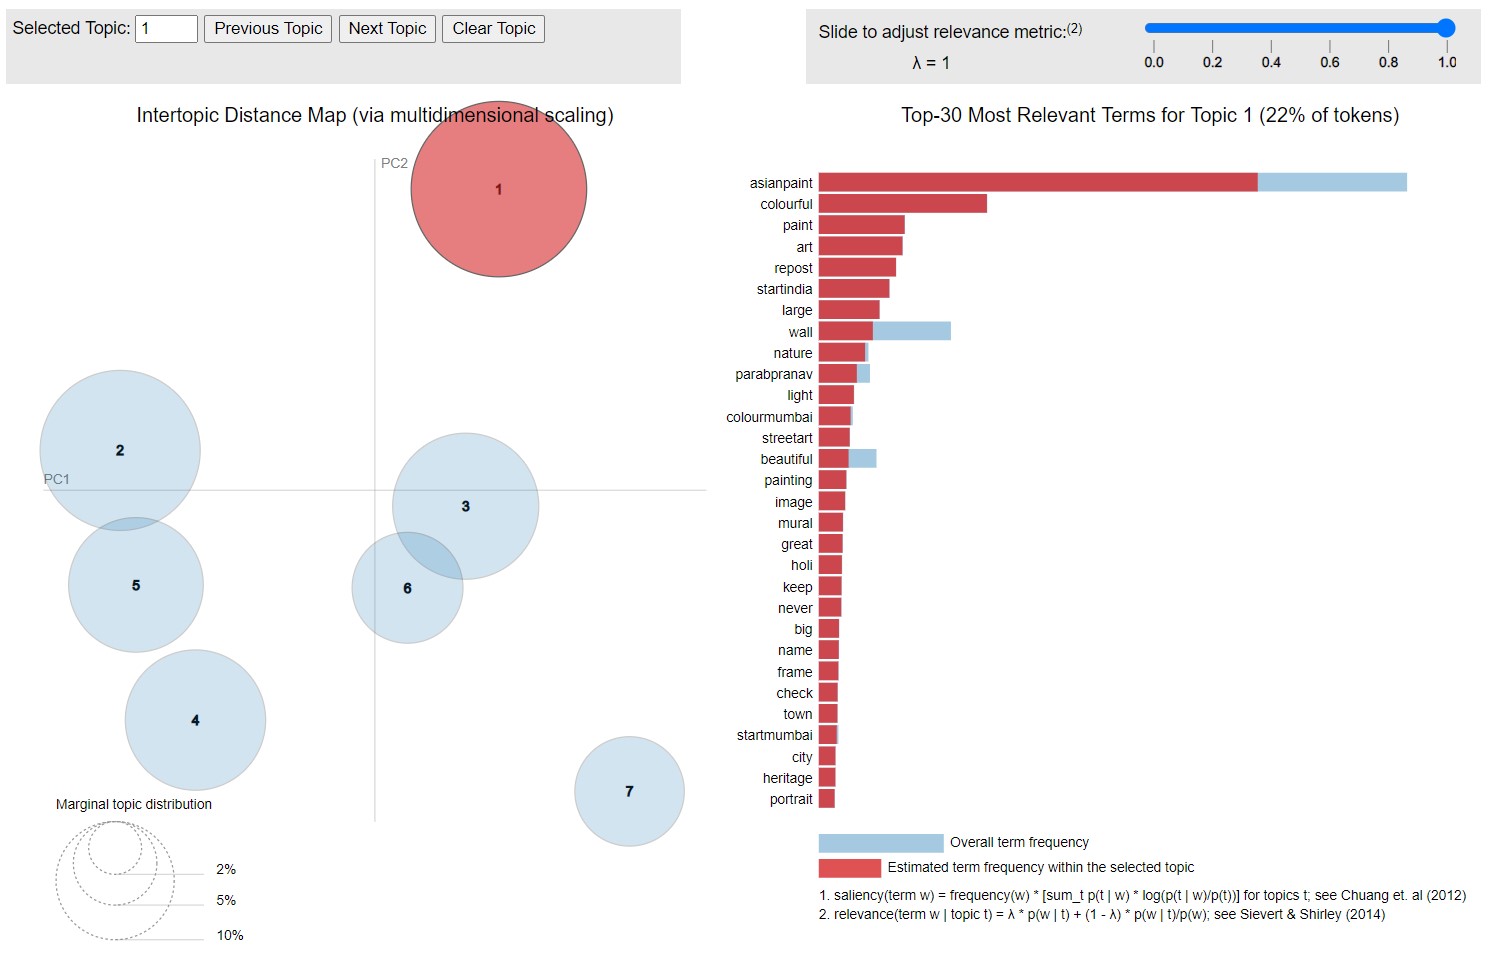 Selected Topic: 1 Previous Topic Next Topic Clear Topic
Slide to adjust relevance metric:(2)
λ = 1
0.0 0.2 0.4 0.6 0.8 1.0
Intertopic Distance Map (via multidimensional scaling)
PC2
1
2
PC1
3
5
6
4
7
Marginal topic distribution
2%
5%
10%
Top-30 Most Relevant Terms for Topic 1 (22% of tokens)
asianpaint
colourful
paint
art
repost
startindia
large
wall
nature
parabpranav
light
colourmumbai
streetart
beautiful
painting
image
mural
great
holi
keep
never
big
name
frame
check
town
startmumbai
city
heritage
portrait
Overall term frequency
Estimated term frequency within the selected topic
1. saliency(term w) = frequency(w) * [sum_t p(t | w) * log(p(t | w)/p(t))] for topics t; see Chuang et. al (2012)
2. relevance(term w | topic t) = λ * p(w | t) + (1 - λ) * p(w | t)/p(w); see Sievert & Shirley (2014)